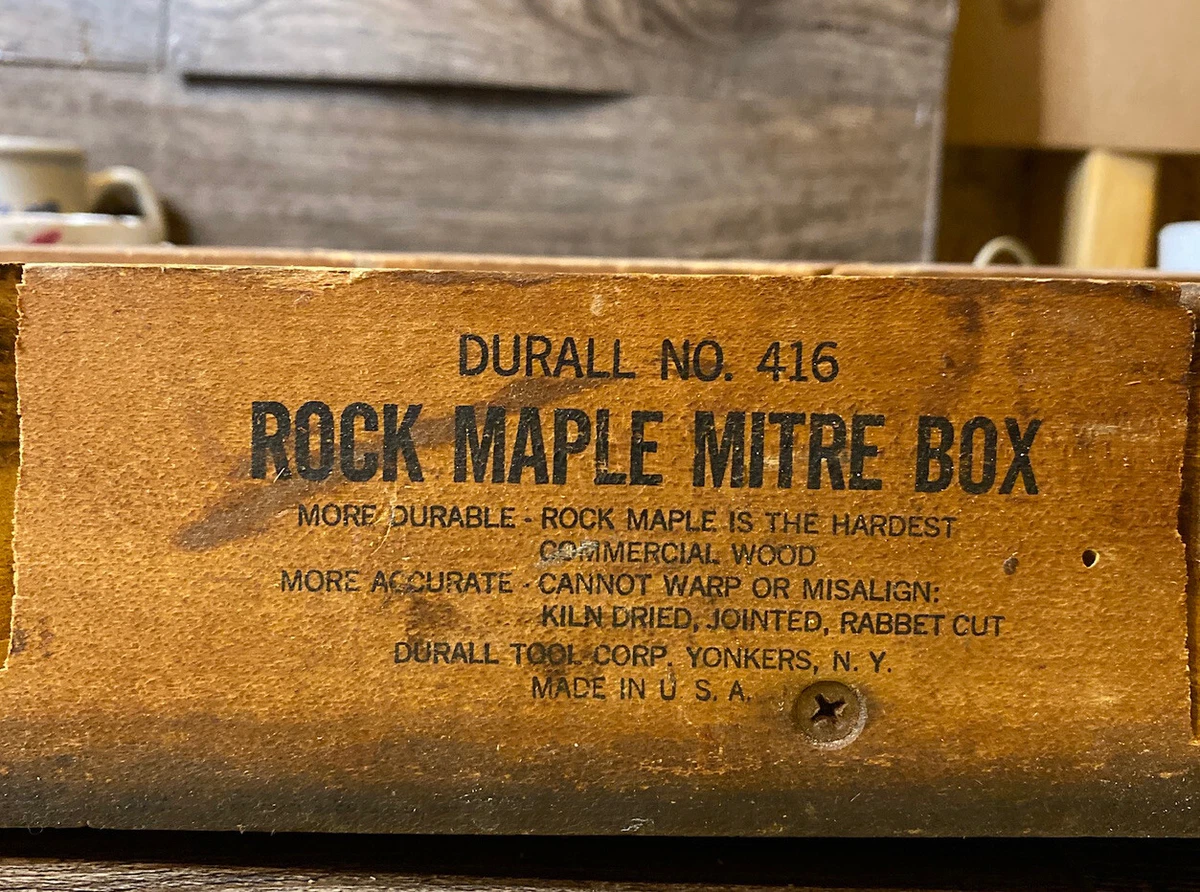 DURALL NO. 416
ROCK MAPLE MITRE BOX
MORE DURABLE - ROCK MAPLE IS THE HARDEST
COMMERCIAL WOOD
MORE ACCURATE - CANNOT WARP OR MISALIGN:
KILN DRIED, JOINTED, RABBET CUT
DURALL TOOL CORP. YONKERS, N. Y.
MADE IN U S. A.